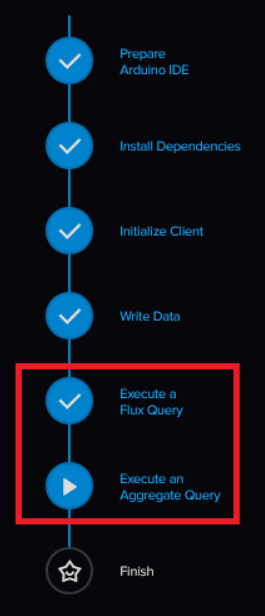 Prepare
Arduino IDE
Install Dependencies
Initialize Client
Write Data
Execute a
Flux Query
Execute an
Aggregate Query
Finish